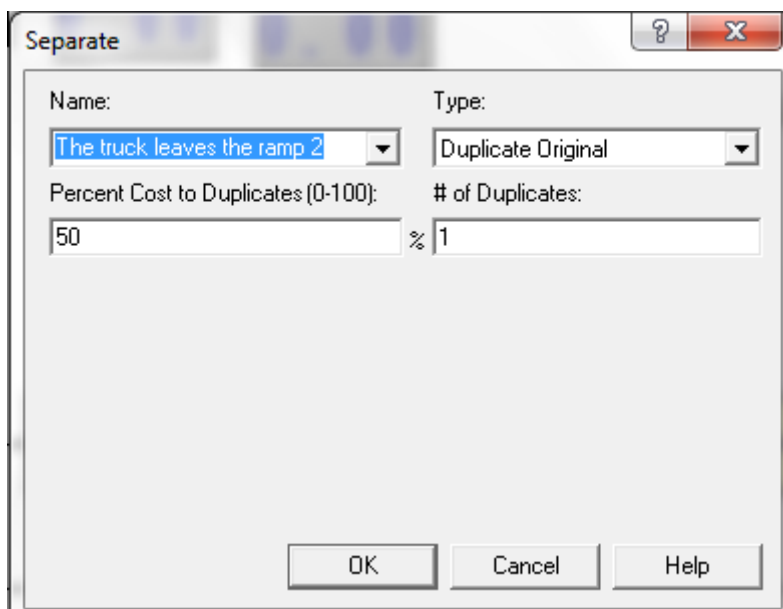 Separate
Name: Type:
The truck leaves the ramp 2 Duplicate Original
Percent Cost to Duplicates (0-100): # of Duplicates:
50 % 1
OK Cancel Help